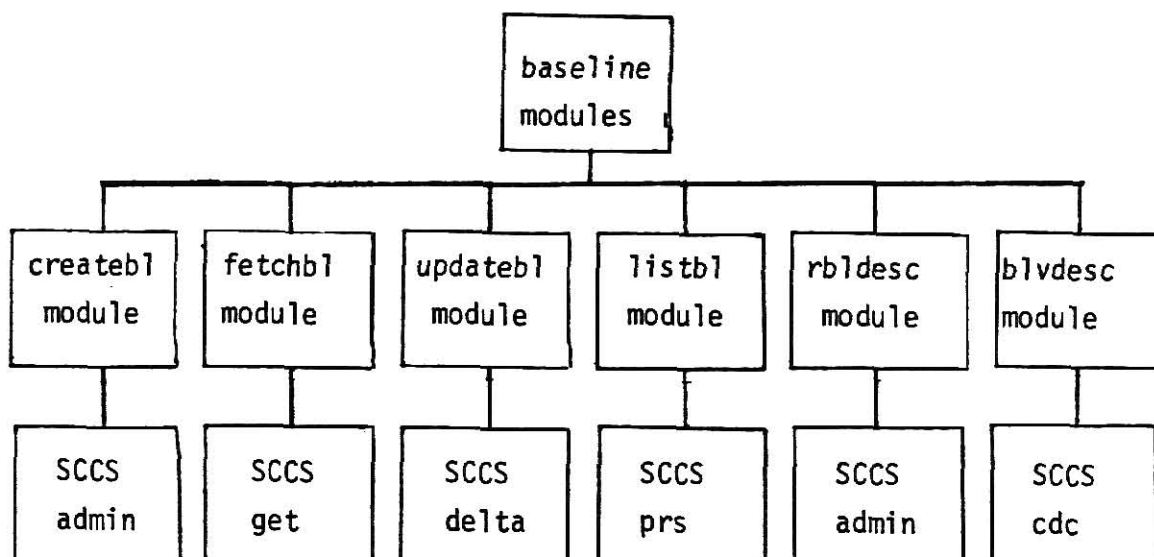 baseline
modules
createbl
module
fetchbl
module
updatebl
module
listbl
module
rbldesc
module
blvdesc
module
SCCS
admin
SCCS
get
SCCS
delta
SCCS
prs
SCCS
admin
SCCS
cdc